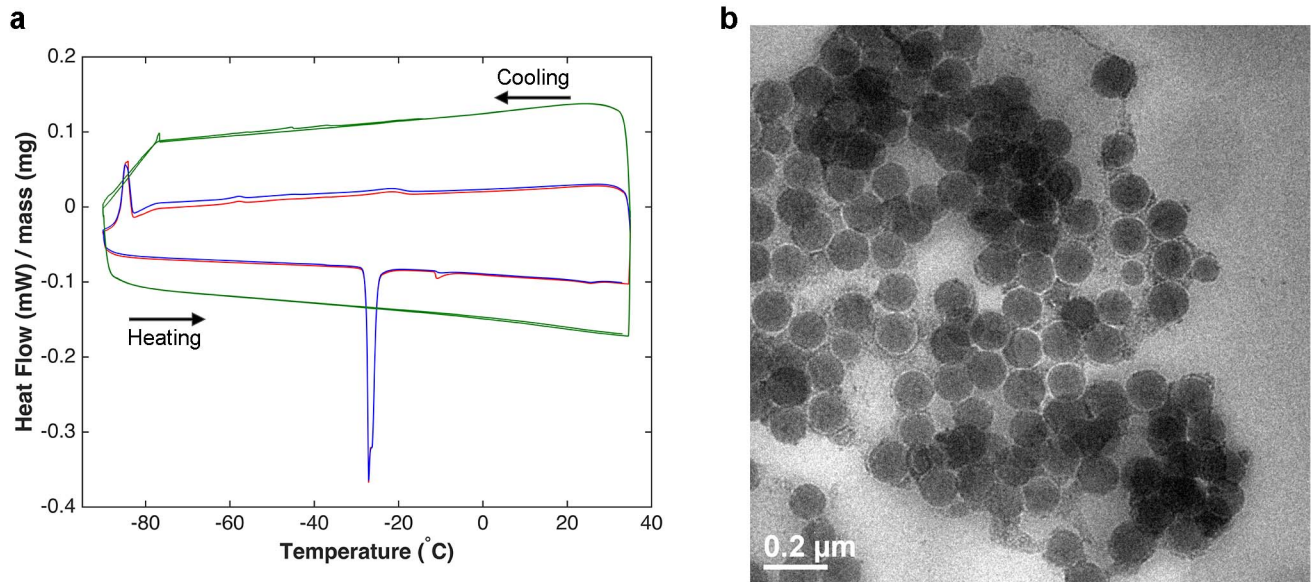 a
b
0.2
0.1
0
-0.1
-0.2
-0.3
-0.4
Heat Flow (mW) / mass (mg)
Cooling
Heating
-80 -60 -40 -20 0 20 40
Temperature (°C)
0.2 µm